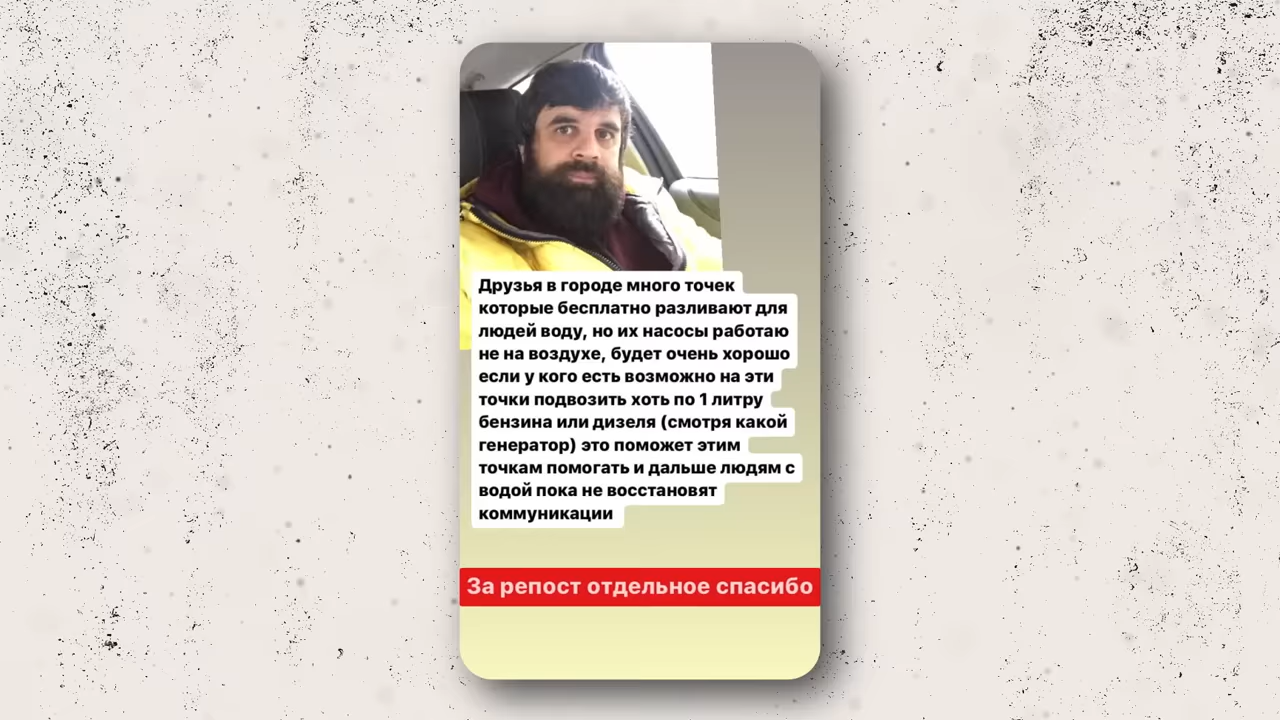 Друзья в городе много точек
которые бесплатно разливают для
людей воду, но их насосы работаю
не на воздухе, будет очень хорошо
если у кого есть возможно на эти
точки подвозить хоть по 1 литру
бензина или дизеля (смотря какой
генератор) это поможет этим
точкам помогать и дальше людям с
водой пока не восстановят
коммуникации
За репост отдельное спасибо